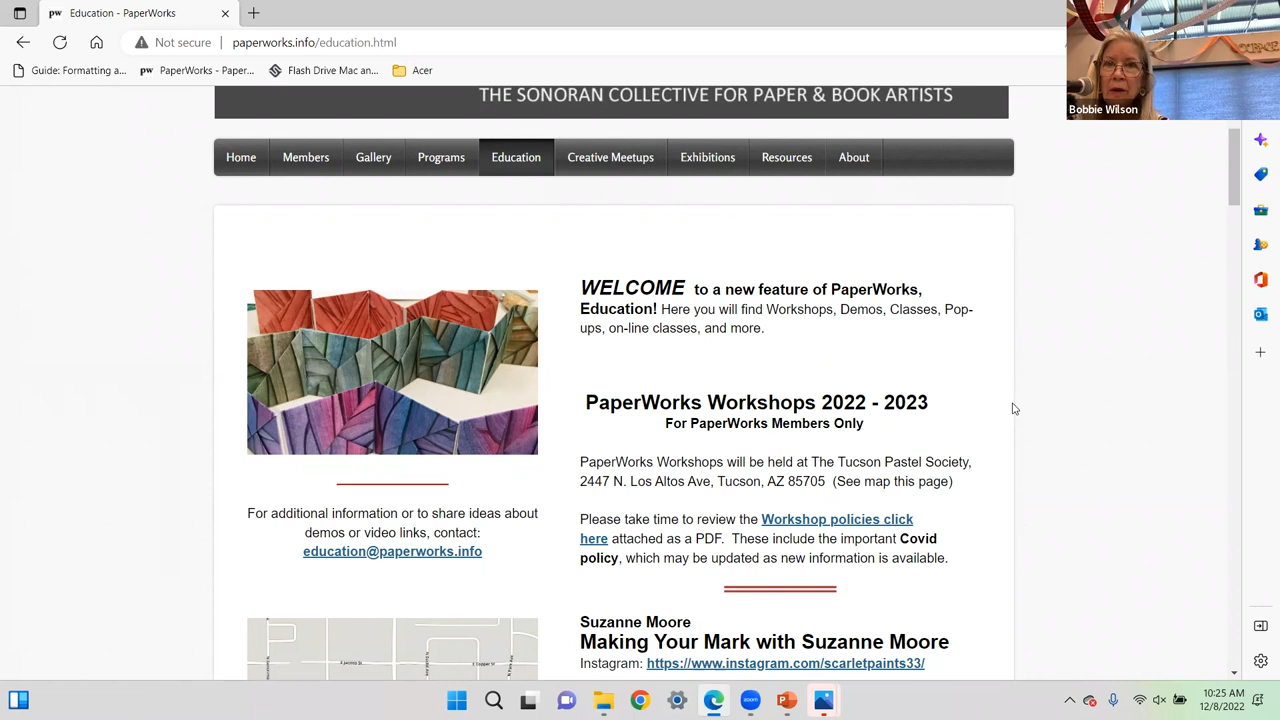 Education - PaperWorks
Not secure
paperworks.info/education.html
Guide: Formatting a...
PaperWorks - Paper...
Flash Drive Mac an...
Acer
Bobbie Wilson
THE SONORAN COLLECTIVE FOR PAPER & BOOK ARTISTS
Home
Members
Gallery
Programs
Education
Creative Meetups
Exhibitions
Resources
About
WELCOME to a new feature of PaperWorks,
Education! Here you will find Workshops, Demos, Classes, Pop-
ups, on-line classes, and more.
PaperWorks Workshops 2022 - 2023
For PaperWorks Members Only
PaperWorks Workshops will be held at The Tucson Pastel Society,
2447 N. Los Altos Ave, Tucson, AZ 85705 (See map this page)
Please take time to review the Workshop policies click
here attached as a PDF. These include the important Covid
policy, which may be updated as new information is available.
For additional information or to share ideas about
demos or video links, contact:
education@paperworks.info
Suzanne Moore
Making Your Mark with Suzanne Moore
Instagram: https://www.instagram.com/scarletpaints33/
10:25 AM
12/8/2022